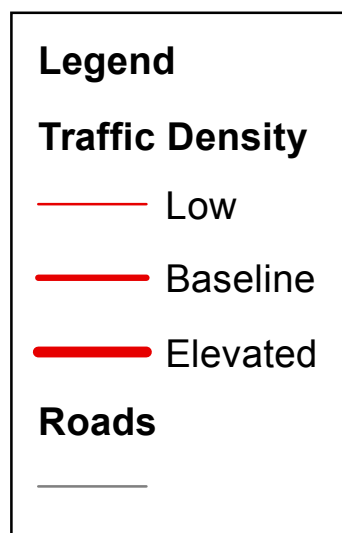 Legend
Traffic Density
Low
Baseline
Elevated
Roads